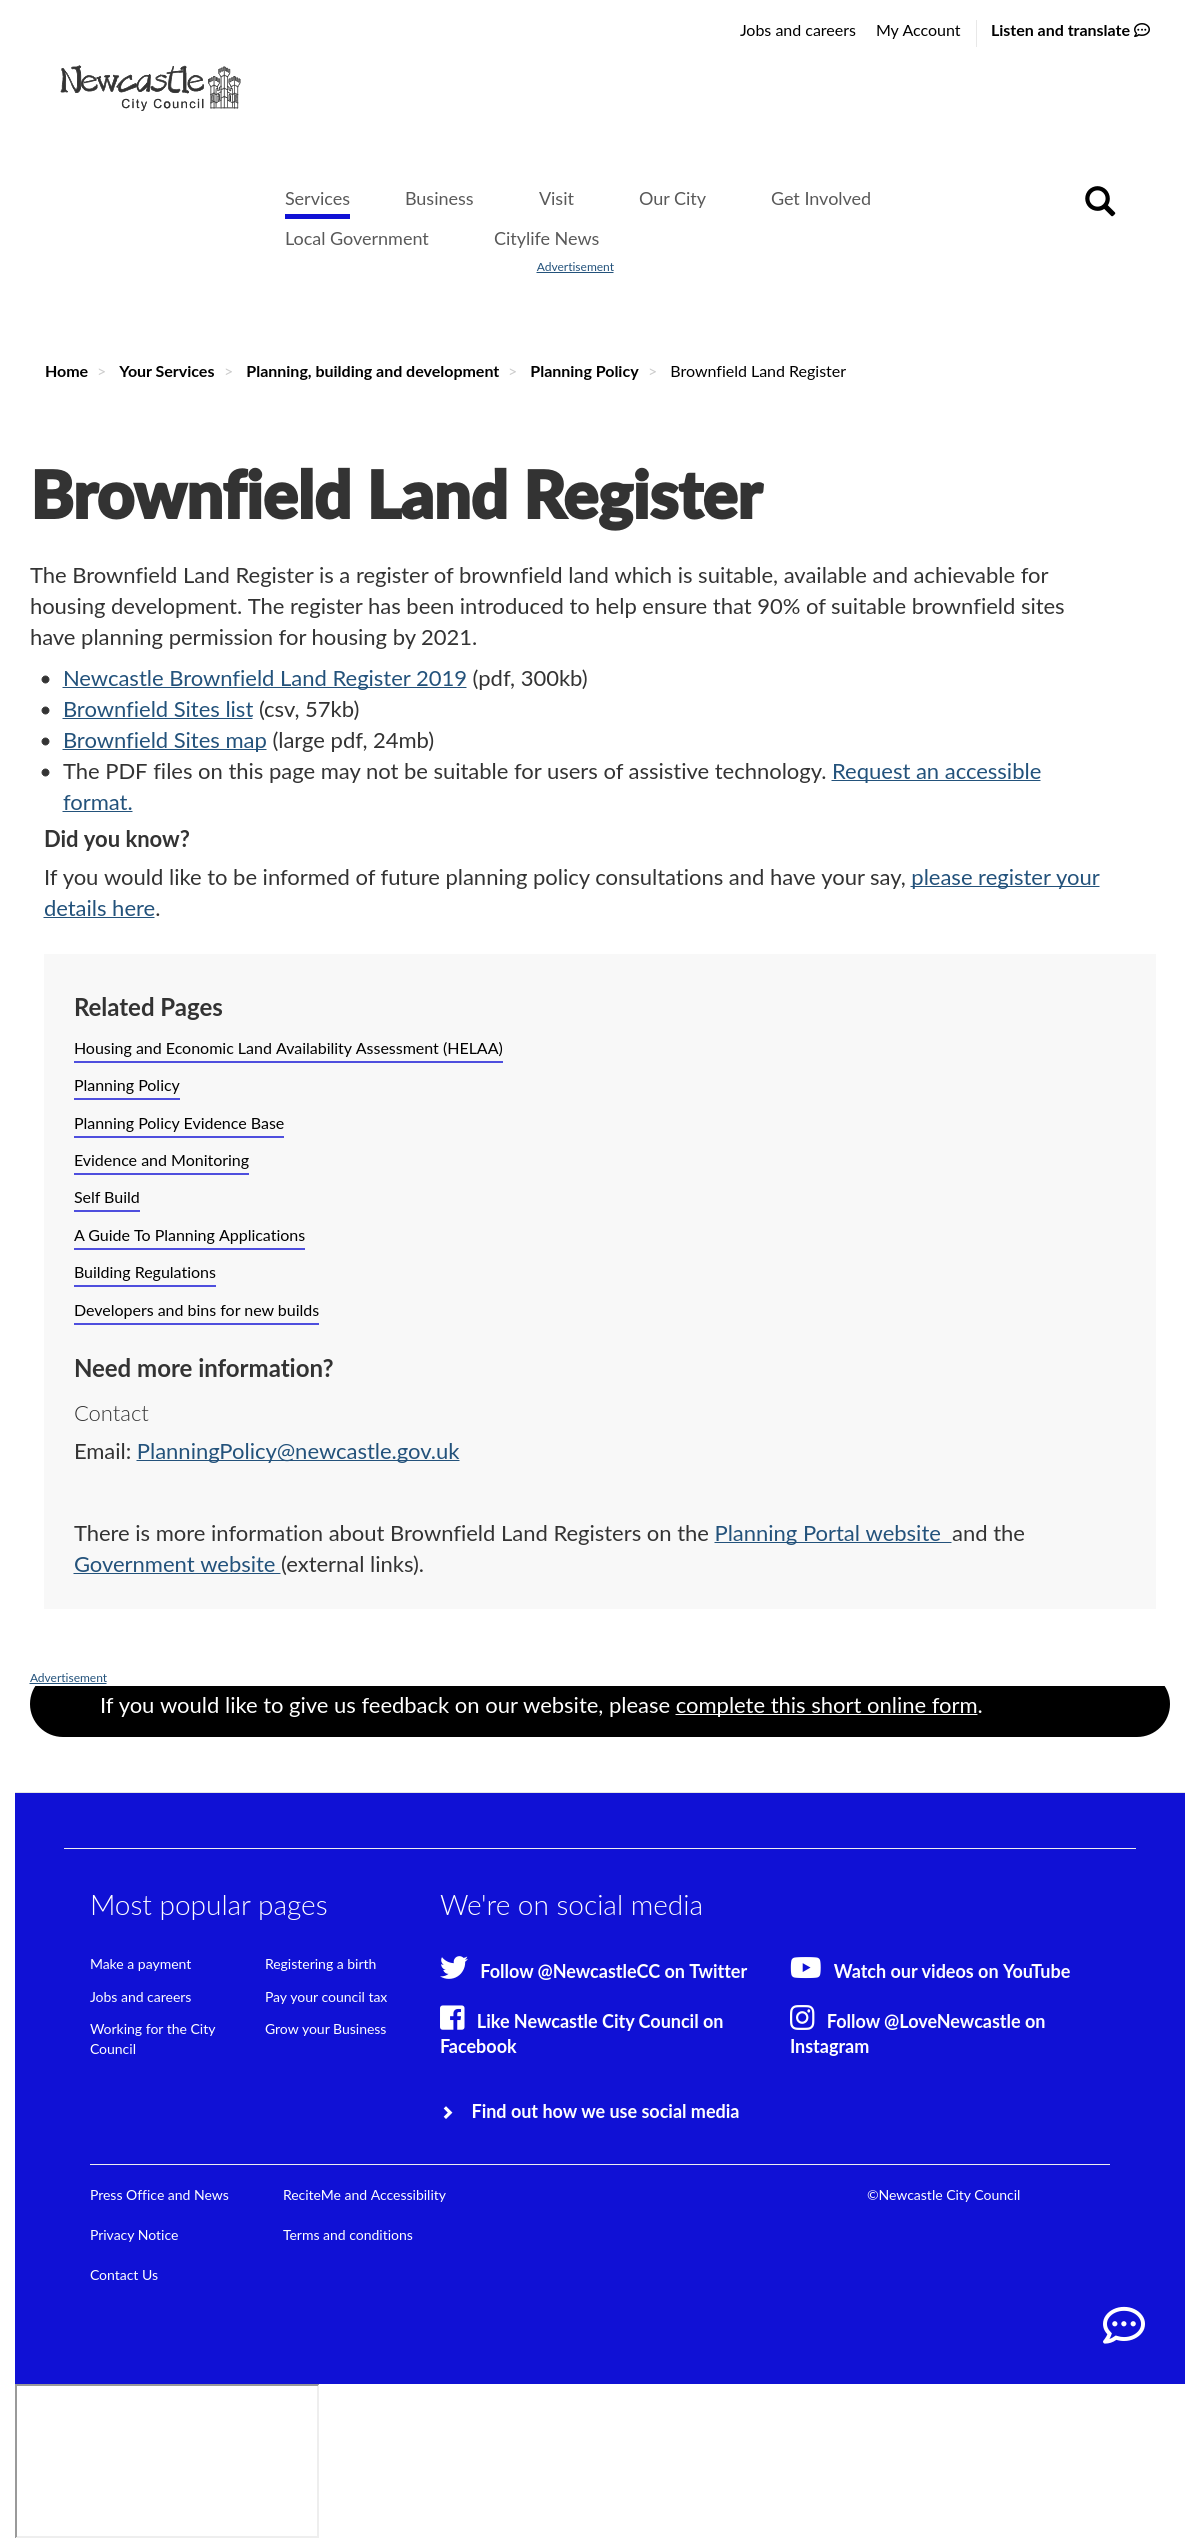 Jobs and careers My Account Listen and translate
Newcastle
City Council
Services Business Visit Our City Get Involved
Local Government Citylife News
Advertisement
Home > Your Services > Planning, building and development > Planning Policy > Brownfield Land Register
Brownfield Land Register
The Brownfield Land Register is a register of brownfield land which is suitable, available and achievable for
housing development. The register has been introduced to help ensure that 90% of suitable brownfield sites
have planning permission for housing by 2021.
• Newcastle Brownfield Land Register 2019 (pdf, 300kb)
• Brownfield Sites list (csv, 57kb)
• Brownfield Sites map (large pdf, 24mb)
• The PDF files on this page may not be suitable for users of assistive technology. Request an accessible
format.
Did you know?
If you would like to be informed of future planning policy consultations and have your say, please register your
details here.
Related Pages
Housing and Economic Land Availability Assessment (HELAA)
Planning Policy
Planning Policy Evidence Base
Evidence and Monitoring
Self Build
A Guide To Planning Applications
Building Regulations
Developers and bins for new builds
Need more information?
Contact
Email: PlanningPolicy@newcastle.gov.uk
There is more information about Brownfield Land Registers on the Planning Portal website and the
Government website (external links).
Advertisement
If you would like to give us feedback on our website, please complete this short online form.
Most popular pages
Make a payment
Jobs and careers
Working for the City
Council
Registering a birth
Pay your council tax
Grow your Business
We're on social media
Follow @NewcastleCC on Twitter
Watch our videos on YouTube
Like Newcastle City Council on
Facebook
Follow @LoveNewcastle on
Instagram
Find out how we use social media
Press Office and News
Privacy Notice
Contact Us
ReciteMe and Accessibility
Terms and conditions
©Newcastle City Council